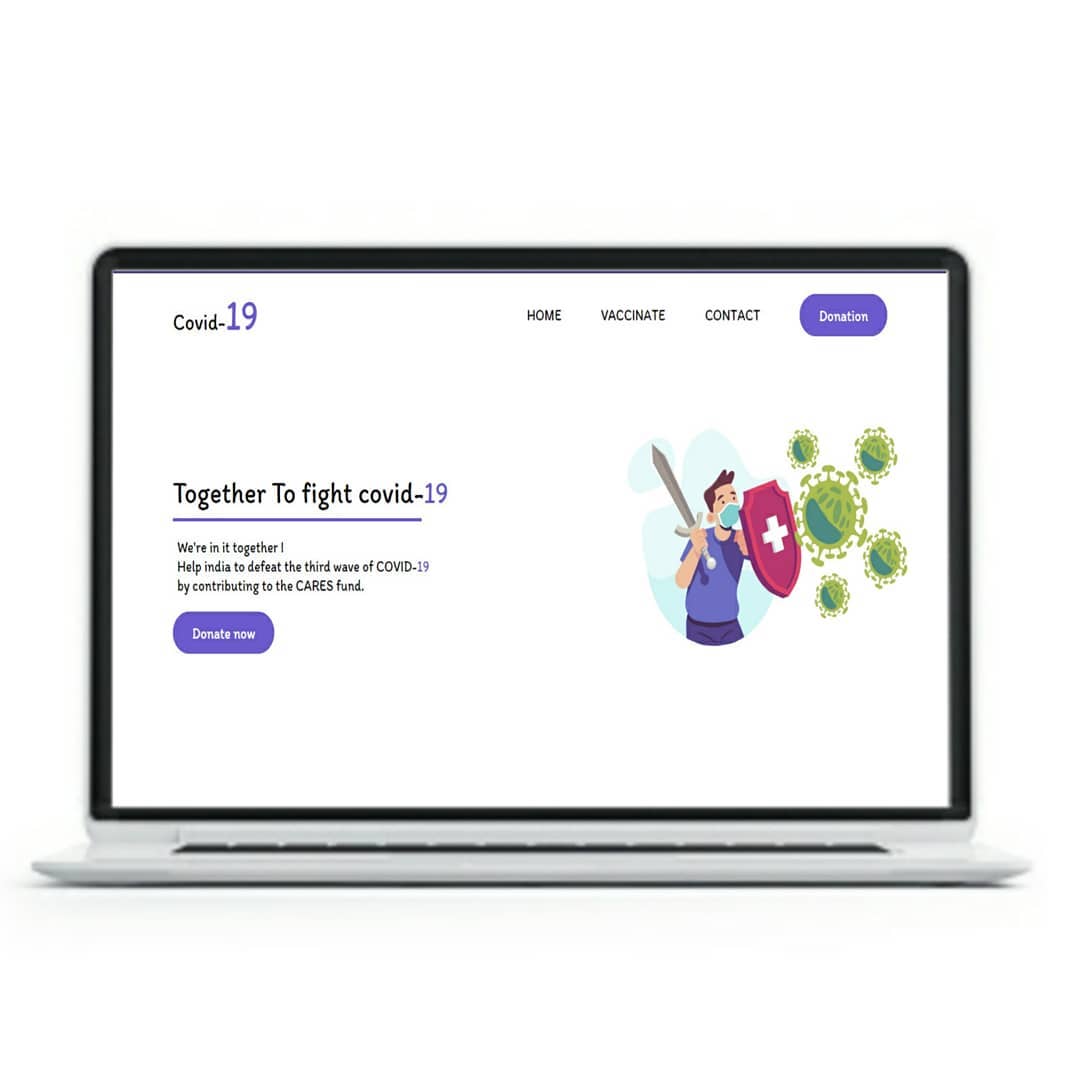 Covid-19
HOME VACCINATE CONTACT Donation
Together To fight covid-19
We're in it together !
Help india to defeat the third wave of COVID-19
by contributing to the CARES fund.
Donate now